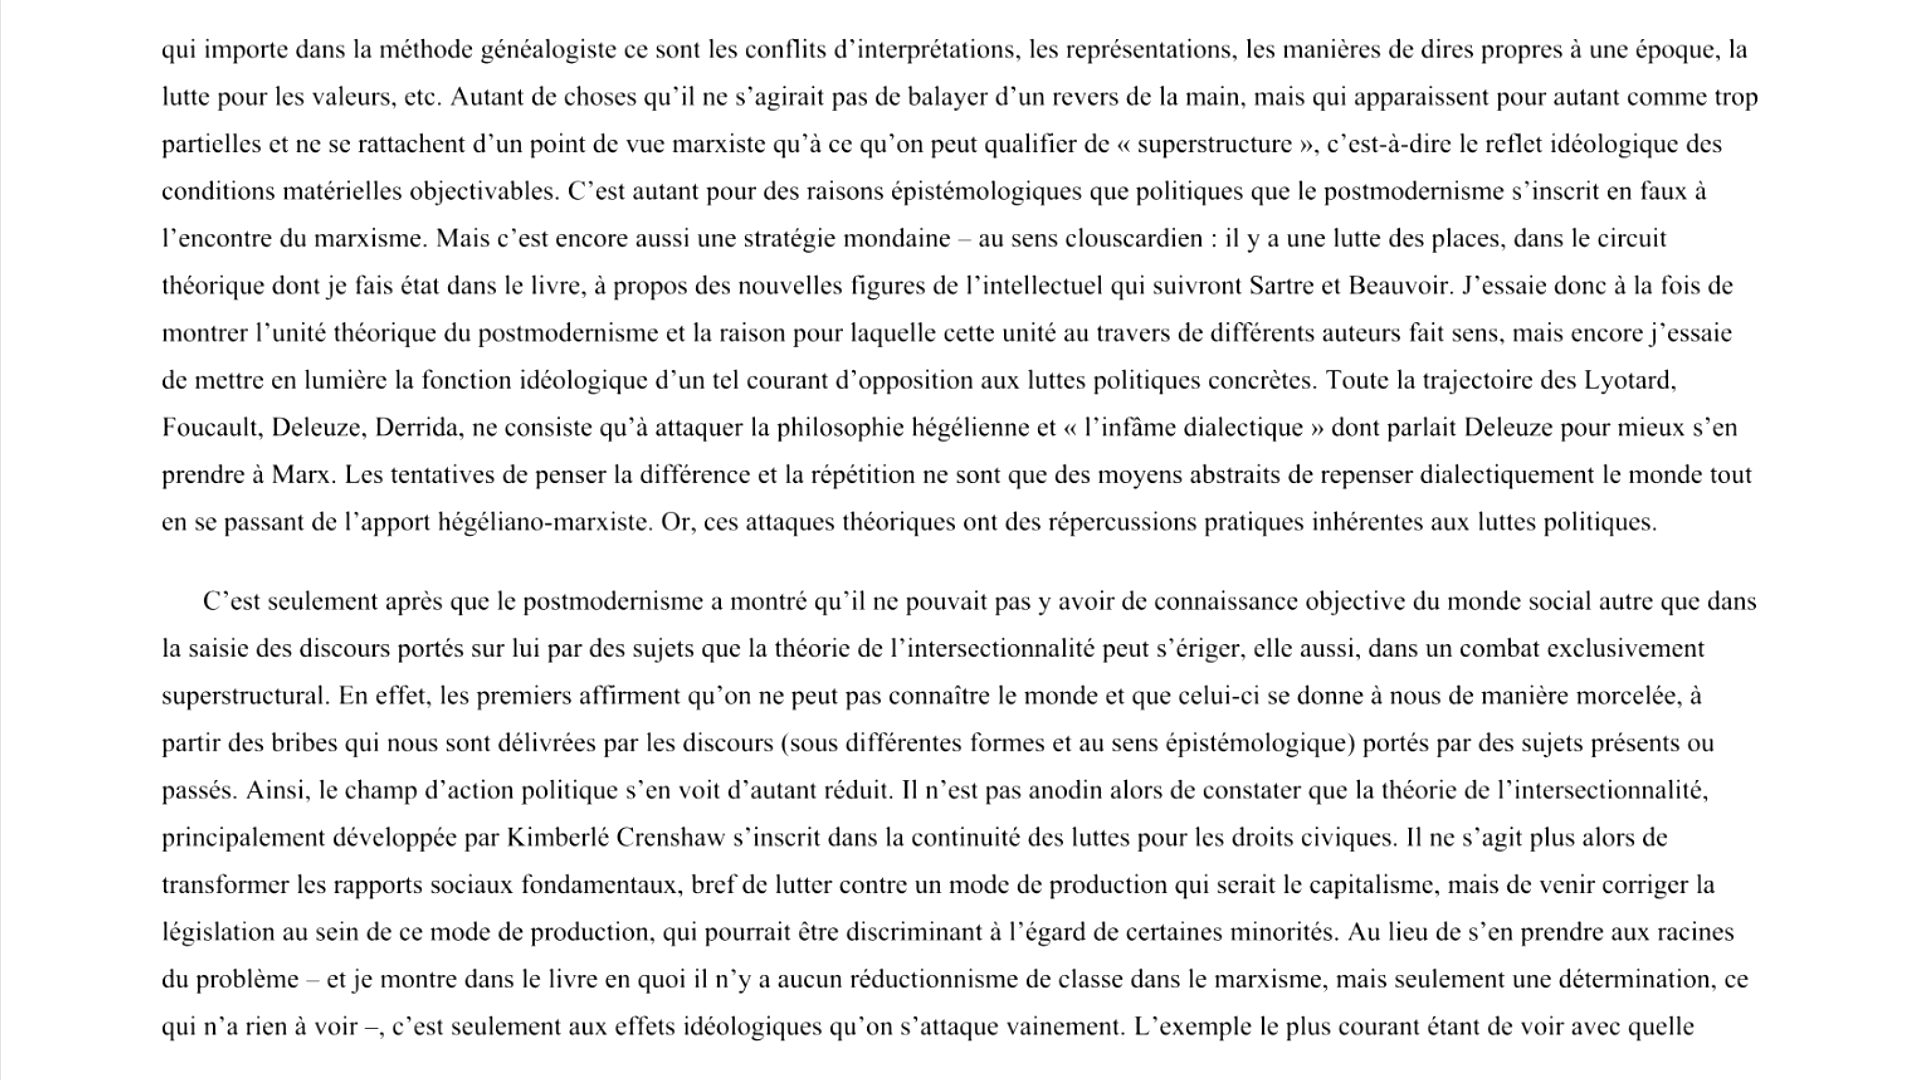 qui importe dans la méthode généalogiste ce sont les conflits d’interprétations, les représentations, les manières de dires propres à une époque, la
lutte pour les valeurs, etc. Autant de choses qu’il ne s’agirait pas de balayer d’un revers de la main, mais qui apparaissent pour autant comme trop
partielles et ne se rattachent d’un point de vue marxiste qu’à ce qu’on peut qualifier de « superstructure », c’est-à-dire le reflet idéologique des
conditions matérielles objectivables. C’est autant pour des raisons épistémologiques que politiques que le postmodernisme s’inscrit en faux à
l’encontre du marxisme. Mais c’est encore aussi une stratégie mondaine – au sens clouscardien : il y a une lutte des places, dans le circuit
théorique dont je fais état dans le livre, à propos des nouvelles figures de l’intellectuel qui suivront Sartre et Beauvoir. J’essaie donc à la fois de
montrer l’unité théorique du postmodernisme et la raison pour laquelle cette unité au travers de différents auteurs fait sens, mais encore j’essaie
de mettre en lumière la fonction idéologique d’un tel courant d’opposition aux luttes politiques concrètes. Toute la trajectoire des Lyotard,
Foucault, Deleuze, Derrida, ne consiste qu’à attaquer la philosophie hégélienne et « l’infâme dialectique » dont parlait Deleuze pour mieux s’en
prendre à Marx. Les tentatives de penser la différence et la répétition ne sont que des moyens abstraits de repenser dialectiquement le monde tout
en se passant de l’apport hégéliano-marxiste. Or, ces attaques théoriques ont des répercussions pratiques inhérentes aux luttes politiques.
C’est seulement après que le postmodernisme a montré qu’il ne pouvait pas y avoir de connaissance objective du monde social autre que dans
la saisie des discours portés sur lui par des sujets que la théorie de l’intersectionnalité peut s’ériger, elle aussi, dans un combat exclusivement
superstructural. En effet, les premiers affirment qu’on ne peut pas connaître le monde et que celui-ci se donne à nous de manière morcelée, à
partir des bribes qui nous sont délivrées par les discours (sous différentes formes et au sens épistémologique) portés par des sujets présents ou
passés. Ainsi, le champ d’action politique s’en voit d’autant réduit. Il n’est pas anodin alors de constater que la théorie de l’intersectionnalité,
principalement développée par Kimberlé Crenshaw s’inscrit dans la continuité des luttes pour les droits civiques. Il ne s’agit plus alors de
transformer les rapports sociaux fondamentaux, bref de lutter contre un mode de production qui serait le capitalisme, mais de venir corriger la
législation au sein de ce mode de production, qui pourrait être discriminant à l’égard de certaines minorités. Au lieu de s’en prendre aux racines
du problème – et je montre dans le livre en quoi il n’y a aucun réductionnisme de classe dans le marxisme, mais seulement une détermination, ce
qui n’a rien à voir –, c’est seulement aux effets idéologiques qu’on s’attaque vainement. L’exemple le plus courant étant de voir avec quelle